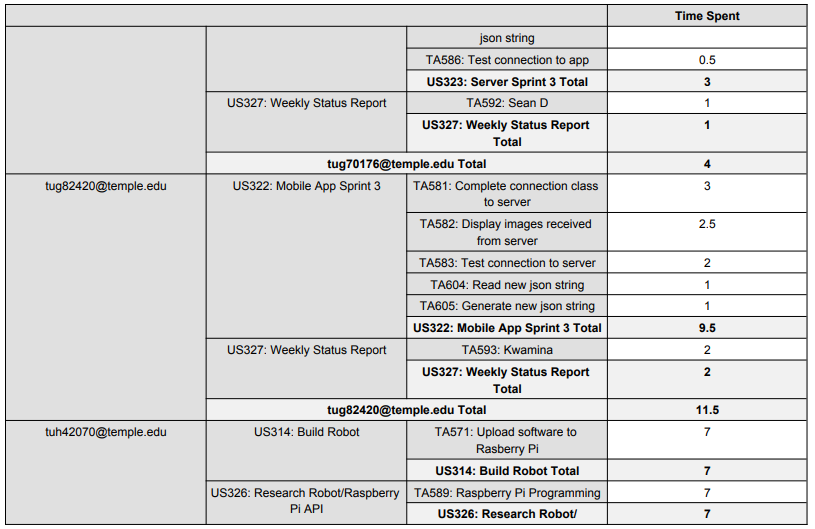 Time Spent
json string
TA586: Test connection to app 0.5
US323: Server Sprint 3 Total 3
US327: Weekly Status Report TA592: Sean D 1
US327: Weekly Status Report
Total 1
tug70176@temple.edu Total 4
tug82420@temple.edu US322: Mobile App Sprint 3 TA581: Complete connection class
to server 3
TA582: Display images received
from server 2.5
TA583: Test connection to server 2
TA604: Read new json string 1
TA605: Generate new json string 1
US322: Mobile App Sprint 3 Total 9.5
US327: Weekly Status Report TA593: Kwamina 2
US327: Weekly Status Report
Total 2
tug82420@temple.edu Total 11.5
tuh42070@temple.edu US314: Build Robot TA571: Upload software to
Rasberry Pi 7
US314: Build Robot Total 7
US326: Research Robot/Raspberry
Pi API TA589: Raspberry Pi Programming 7
US326: Research Robot/ 7